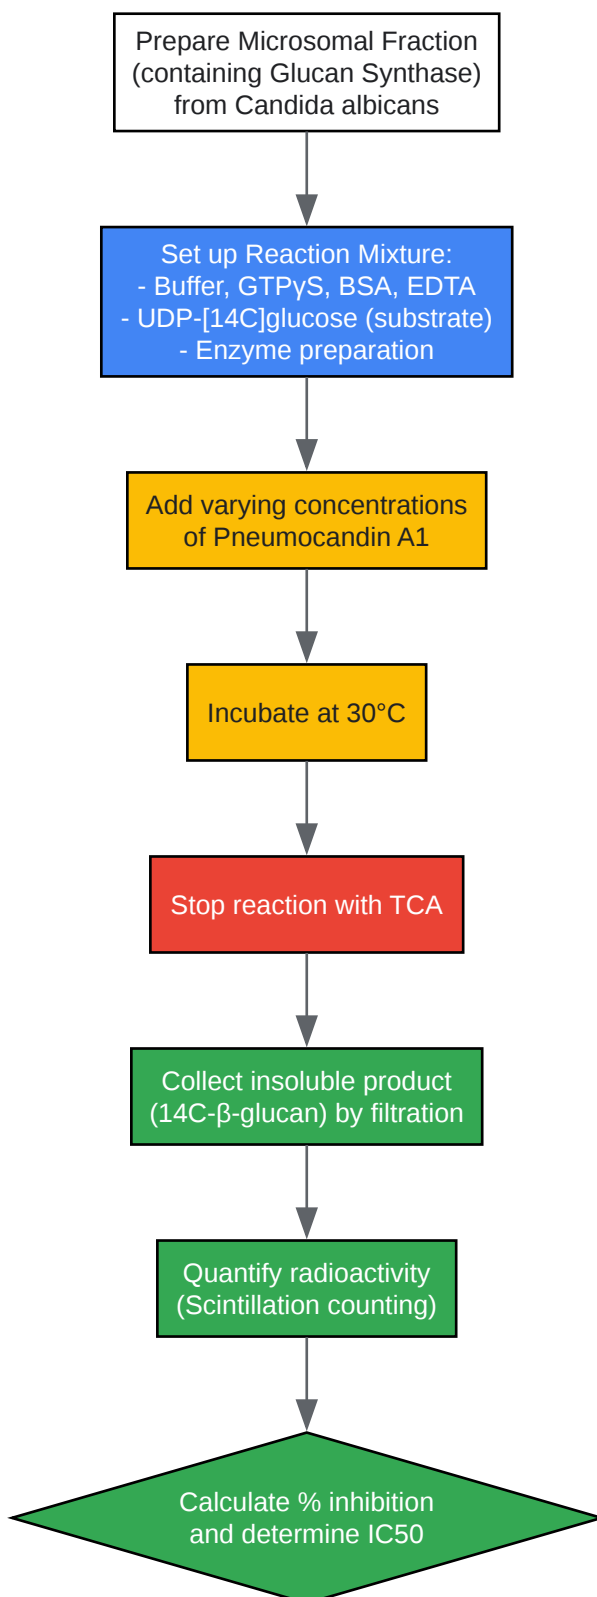 Prepare Microsomal Fraction
(containing Glucan Synthase)
from Candida albicans
Set up Reaction Mixture:
- Buffer, GTPγS, BSA, EDTA
- UDP-[14C]glucose (substrate)
- Enzyme preparation
Add varying concentrations
of Pneumocandin A1
Incubate at 30°C
Stop reaction with TCA
Collect insoluble product
(14C-β-glucan) by filtration
Quantify radioactivity
(Scintillation counting)
Calculate % inhibition
and determine IC50